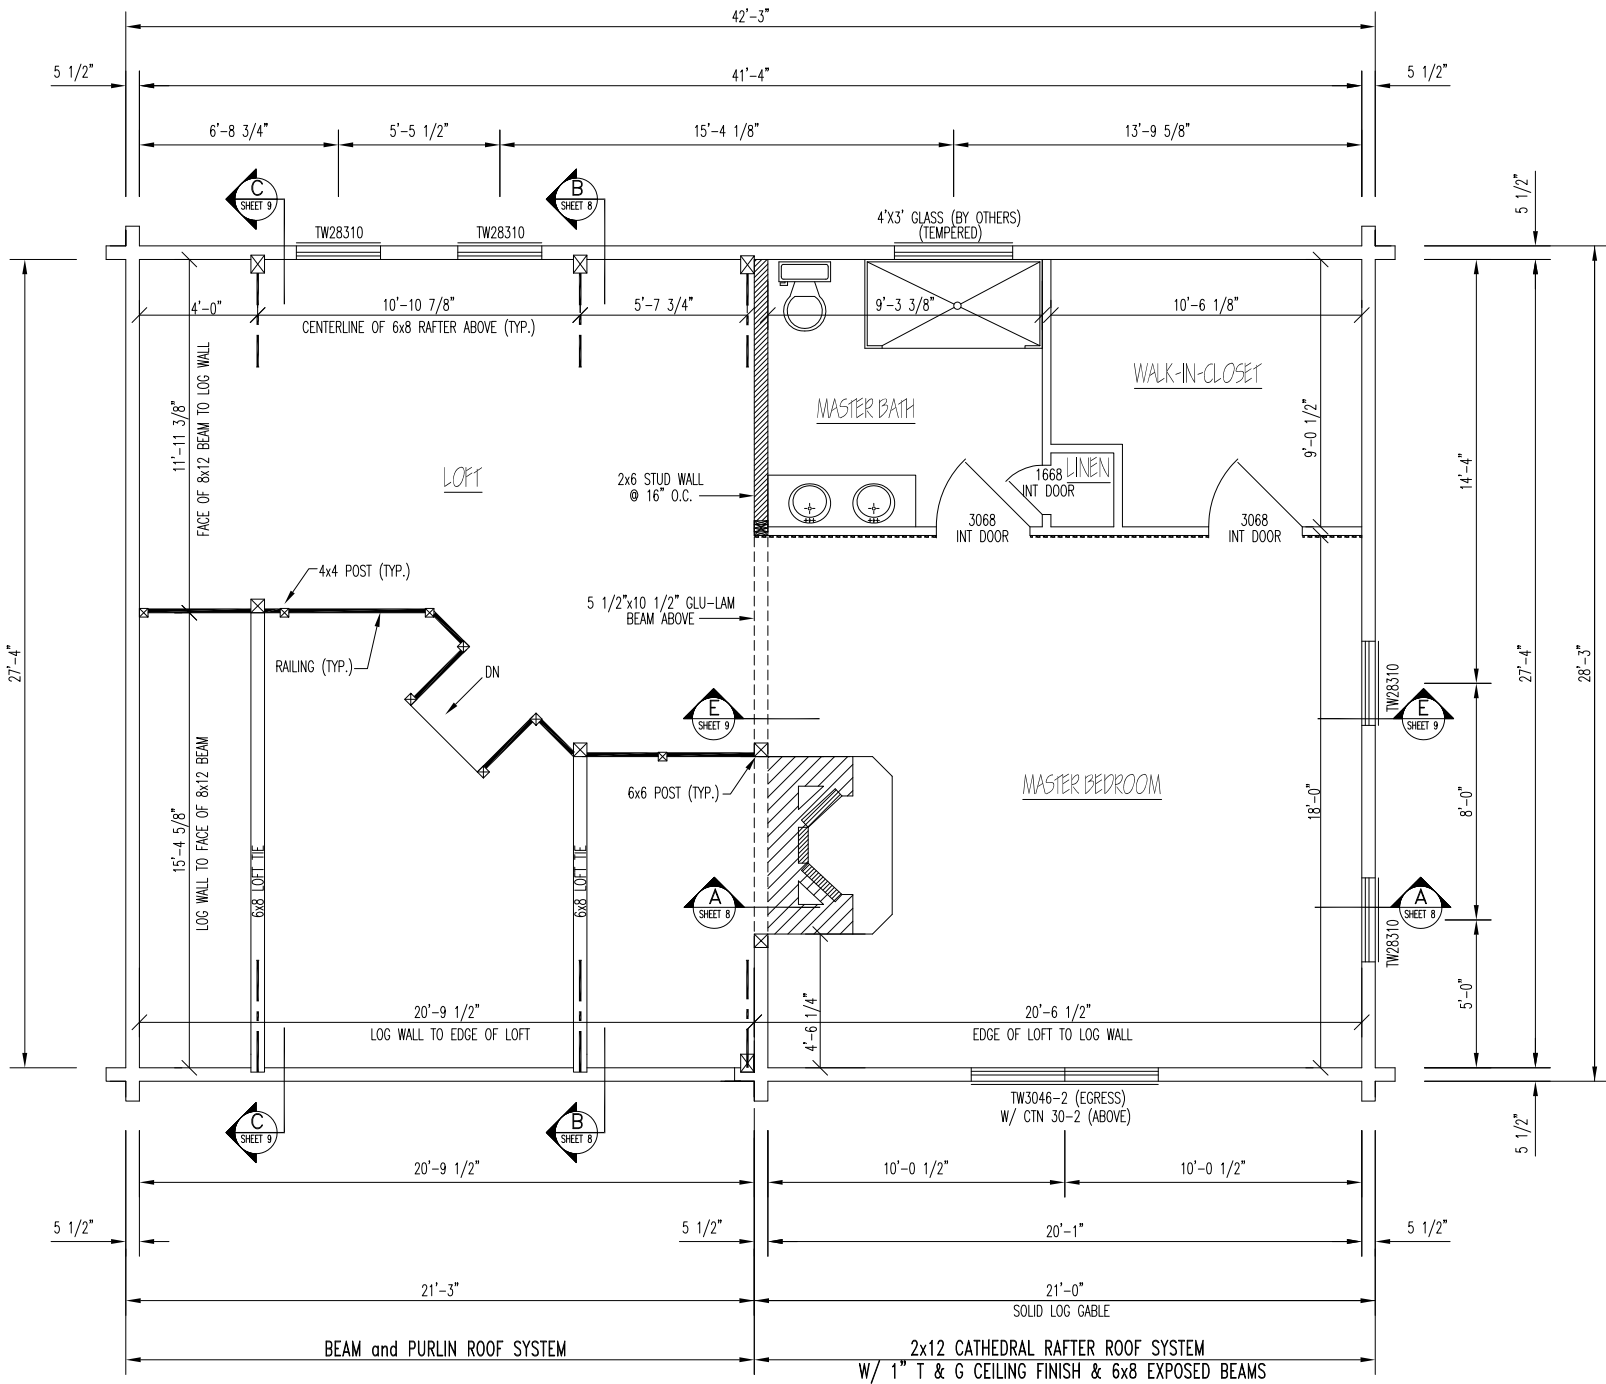 42'-3"
5 1/2"
41'-4"
5 1/2"
6'-8 3/4"
5'-5 1/2"
15'-4 1/8"
13'-9 5/8"
5 1/2"
C
SHEET 9
B
SHEET 8
4'X3' GLASS (BY OTHERS)
(TEMPERED)
TW28310
TW28310
4'-0"
10'-10 7/8"
5'-7 3/4"
9'-3 3/8"
10'-6 1/8"
CENTERLINE OF 6x8 RAFTER ABOVE (TYP.)
11'-11 3/8"
FACE OF 8x12 BEAM TO LOG WALL
WALK-IN-CLOSET
MASTER BATH
9'-0 1/2"
14'-4"
LOFT
2x6 STUD WALL
@ 16" O.C.
1668
INT DOOR
LINEN
3068
INT DOOR
3068
INT DOOR
4x4 POST (TYP.)
5 1/2"x10 1/2" GLU-LAM
BEAM ABOVE
RAILING (TYP.)
DN
27'-4"
27'-4"
28'-3"
TW28310
E
SHEET 9
E
SHEET 9
MASTER BEDROOM
6x6 POST (TYP.)
18'-0"
8'-0"
15'-4 5/8"
LOG WALL TO FACE OF 8x12 BEAM
6x8 LOFT TIE
6x8 LOFT TIE
A
SHEET 8
A
SHEET 8
TW28310
5'-0"
20'-9 1/2"
LOG WALL TO EDGE OF LOFT
4'-6 1/4"
20'-6 1/2"
EDGE OF LOFT TO LOG WALL
C
SHEET 9
B
SHEET 8
TW3046-2 (EGRESS)
W/ CTN 30-2 (ABOVE)
5 1/2"
20'-9 1/2"
10'-0 1/2"
10'-0 1/2"
5 1/2"
5 1/2"
20'-1"
5 1/2"
21'-3"
21'-0"
SOLID LOG GABLE
BEAM and PURLIN ROOF SYSTEM
2x12 CATHEDRAL RAFTER ROOF SYSTEM
W/ 1" T & G CEILING FINISH & 6x8 EXPOSED BEAMS